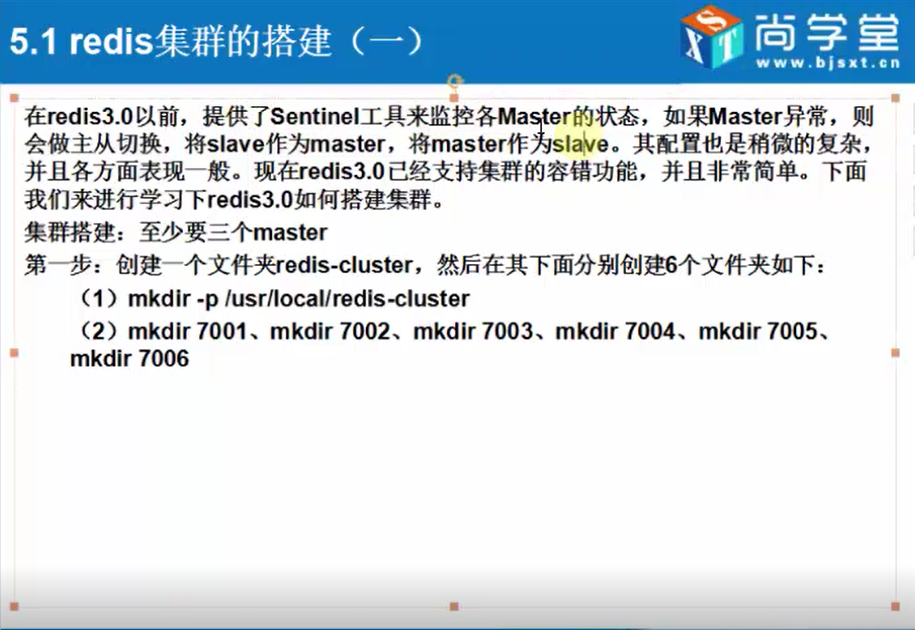 5.1 redis集群的搭建（一）
XST
尚学堂
www.bjsxt.cn
在redis3.0以前，提供了Sentinel工具来监控各Master的状态，如果Master异常，则
会做主从切换，将slave作为master，将master作为slave。其配置也是稍微的复杂，
并且各方面表现一般。现在redis3.0已经支持集群的容错功能，并且非常简单。下面
我们来进行学习下redis3.0如何搭建集群。
集群搭建：至少要三个master
第一步：创建一个文件夹redis-cluster，然后在其下面分别创建6个文件夹如下：
（1）mkdir -p /usr/local/redis-cluster
（2）mkdir 7001、mkdir 7002、mkdir 7003、mkdir 7004、mkdir 7005、
mkdir 7006